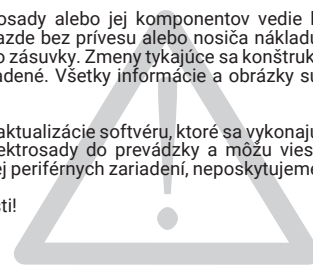 osady alebo jej komponentov vedie
azde bez prívesu alebo nosiča nákladu
o zásuvky. Zmeny týkajúce sa konštruk
adené. Všetky informácie a obrázky sú
aktualizácie softvéru, ktoré sa vykonajú
ektrosady do prevádzky a môžu viesť
ej periférnych zariadení, neposkytujeme
ti!